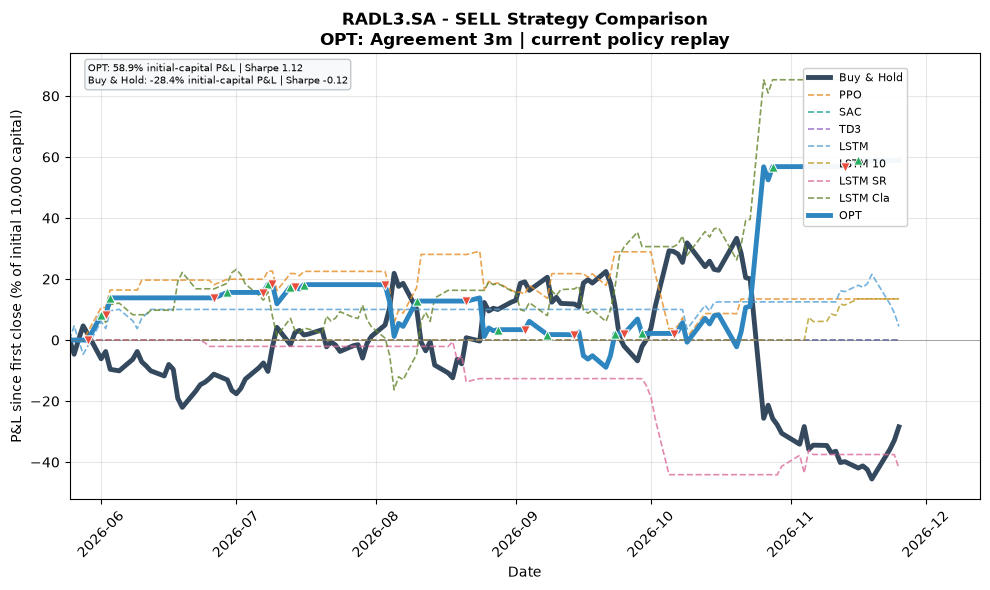 RADL3.SA - SELL Strategy Comparison
OPT: Agreement 3m | current policy replay
OPT: 58.9% initial-capital P&L | Sharpe 1.12
Buy & Hold: -28.4% initial-capital P&L | Sharpe -0.12
Buy & Hold
PPO
SAC
TD3
LSTM
LSTM 10
LSTM SR
LSTM Cla
OPT
P&L since first close (% of initial 10,000 capital)
80
60
40
20
0
−20
−40
2026-06
2026-07
2026-08
2026-09
2026-10
2026-11
2026-12
Date